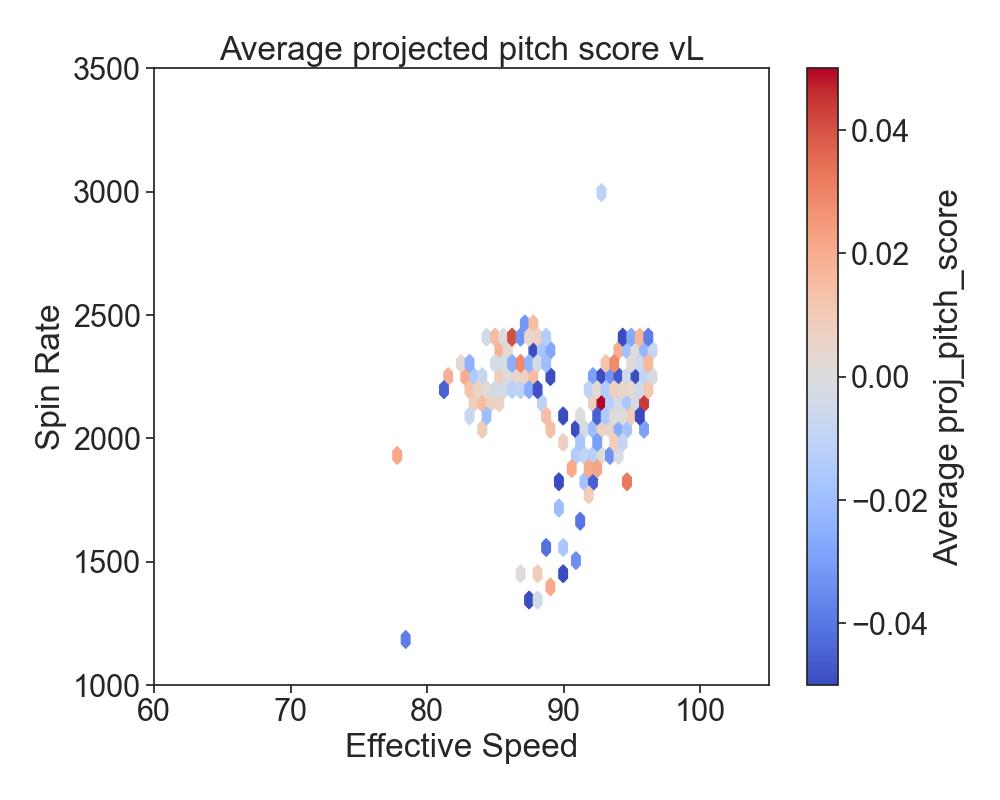 Average projected pitch score vL
3500
3000
2500
2000
1500
1000
Spin Rate
60 70 80 90 100
Effective Speed
0.04
0.02
0.00
−0.02
−0.04
Average proj_pitch_score